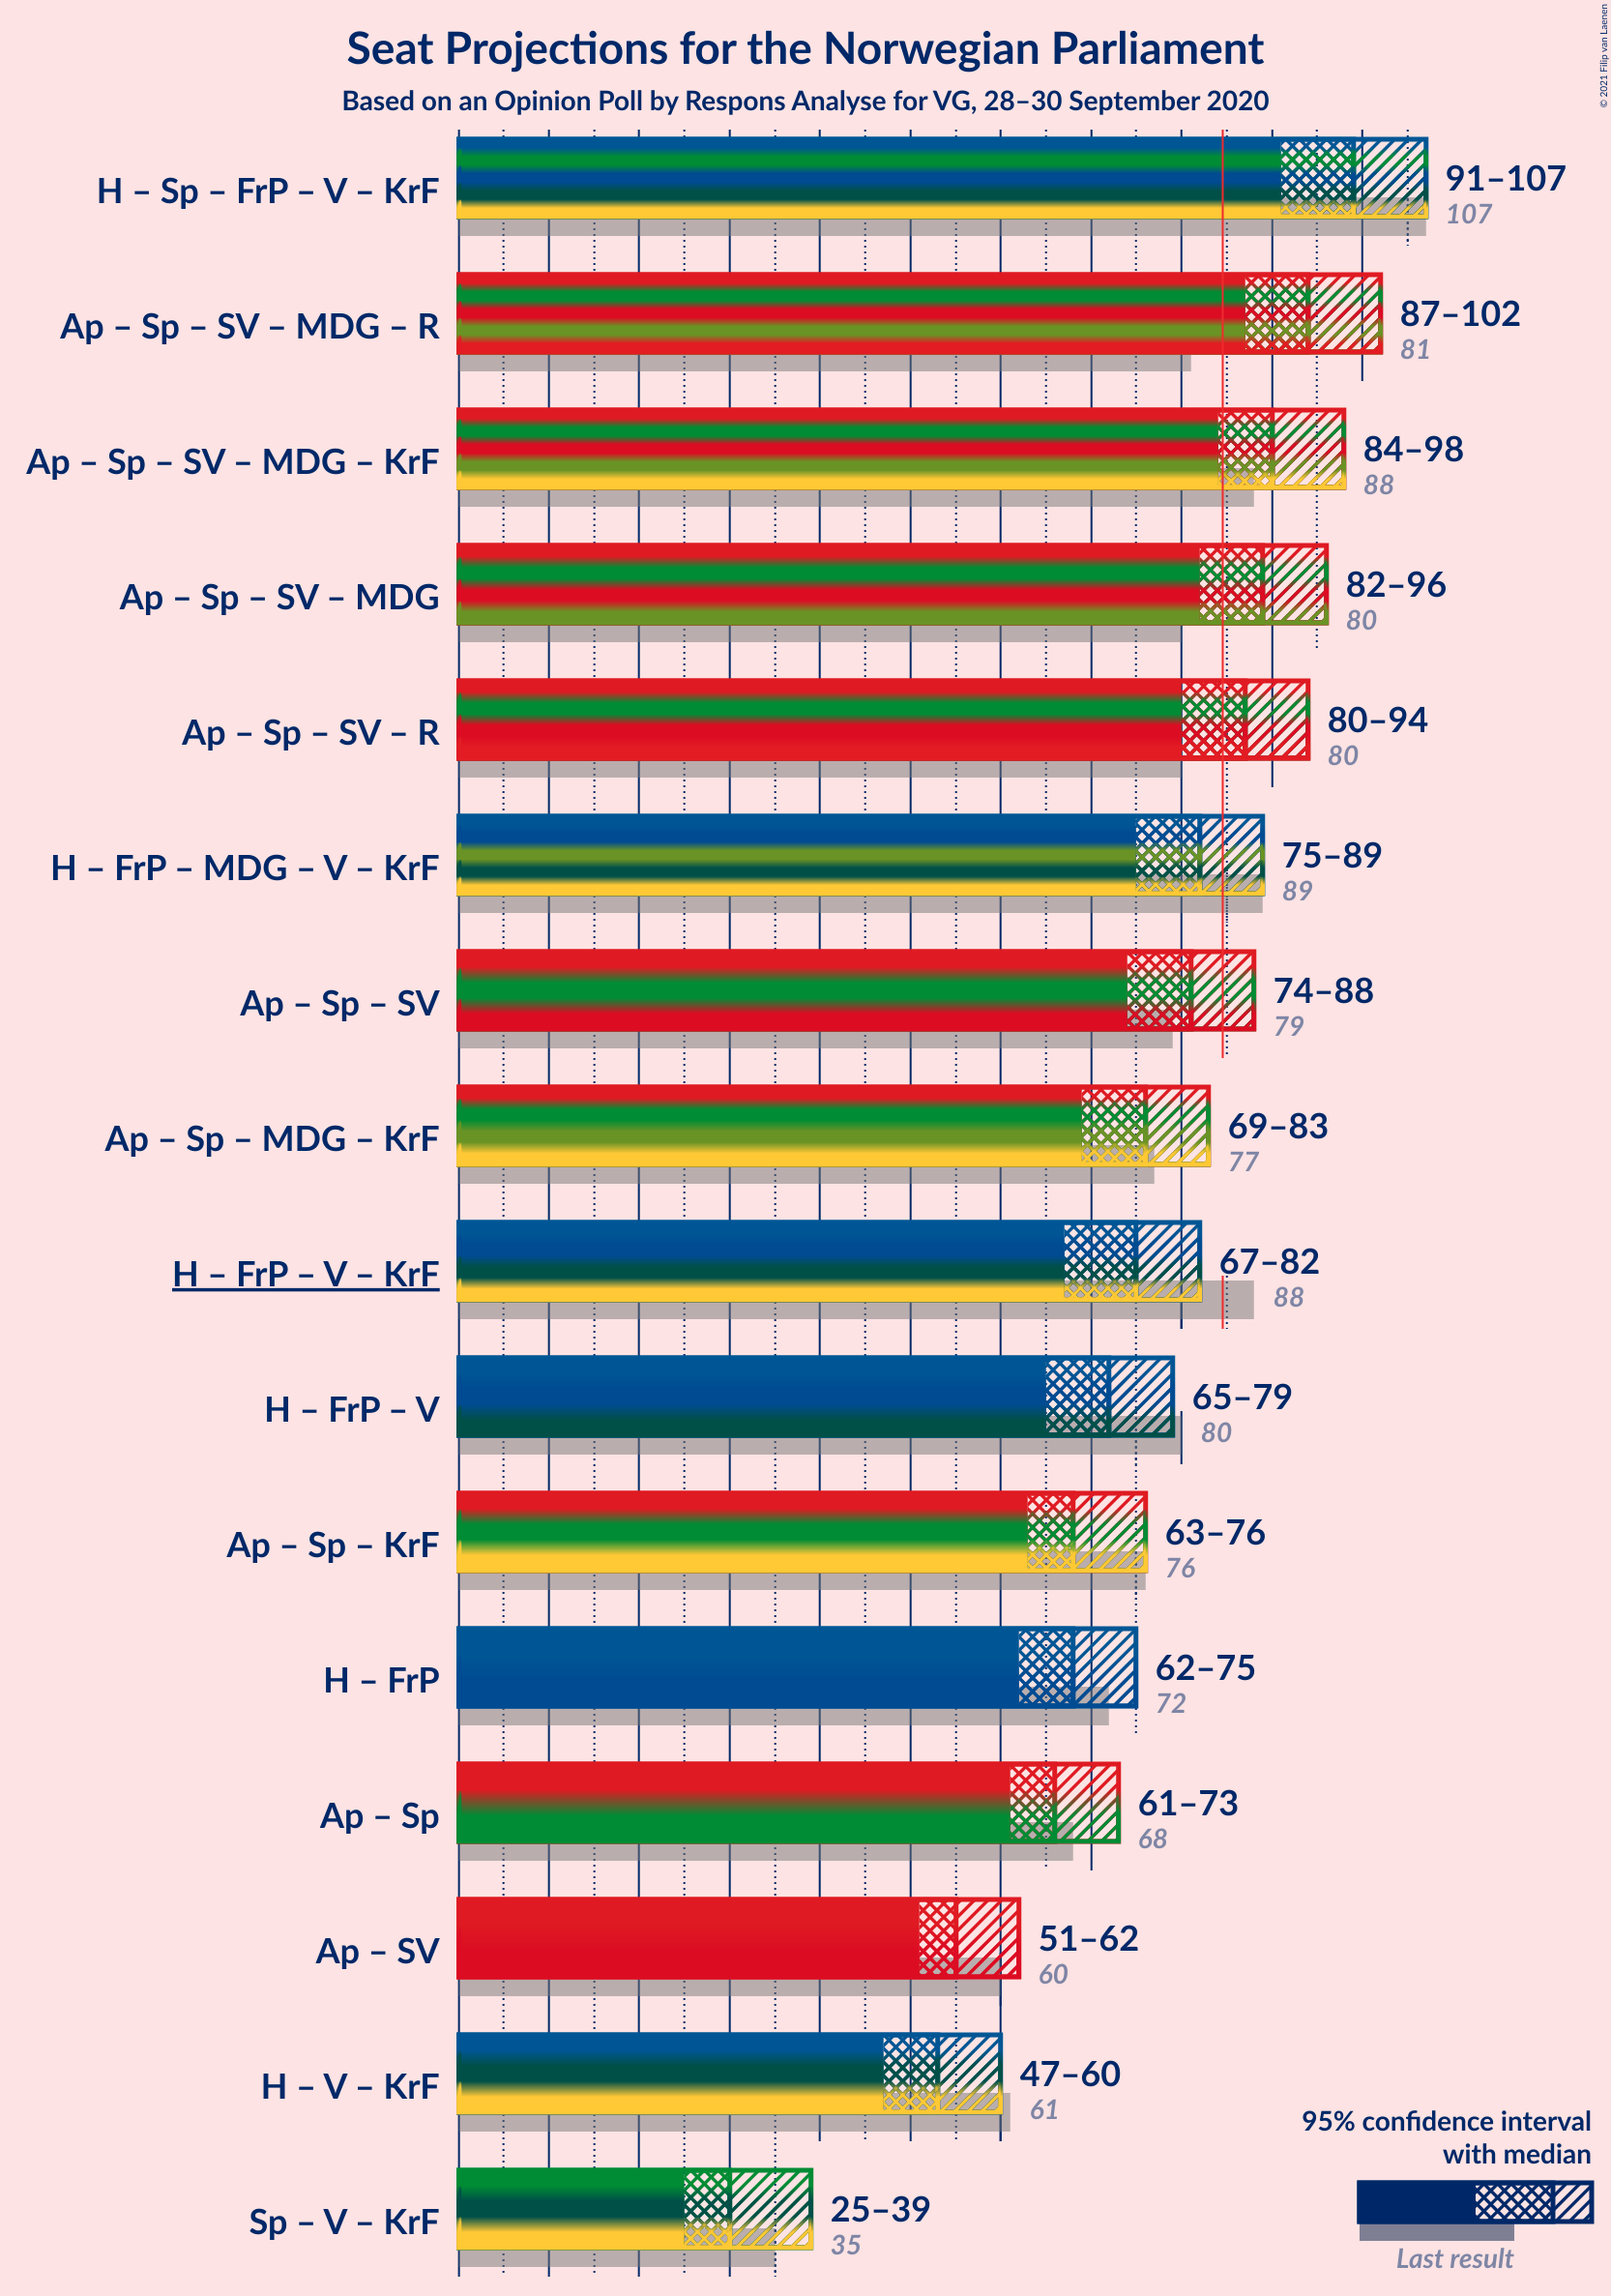 Seat Projections for the Norwegian Parliament
Based on an Opinion Poll by Respons Analyse for VG, 28–30 September 2020
© 2021 Filip van Laenen
H – Sp – FrP – V – KrF
91–107
107
Ap – Sp – SV – MDG – R
87–102
81
Ap – Sp – SV – MDG – KrF
84–98
88
Ap – Sp – SV – MDG
82–96
80
Ap – Sp – SV – R
80–94
80
H – FrP – MDG – V – KrF
75–89
89
Ap – Sp – SV
74–88
79
Ap – Sp – MDG – KrF
69–83
77
H – FrP – V – KrF
67–82
88
H – FrP – V
65–79
80
Ap – Sp – KrF
63–76
76
H – FrP
62–75
72
Ap – Sp
61–73
68
Ap – SV
51–62
60
H – V – KrF
47–60
61
Sp – V – KrF
25–39
35
95% confidence interval
with median
Last result